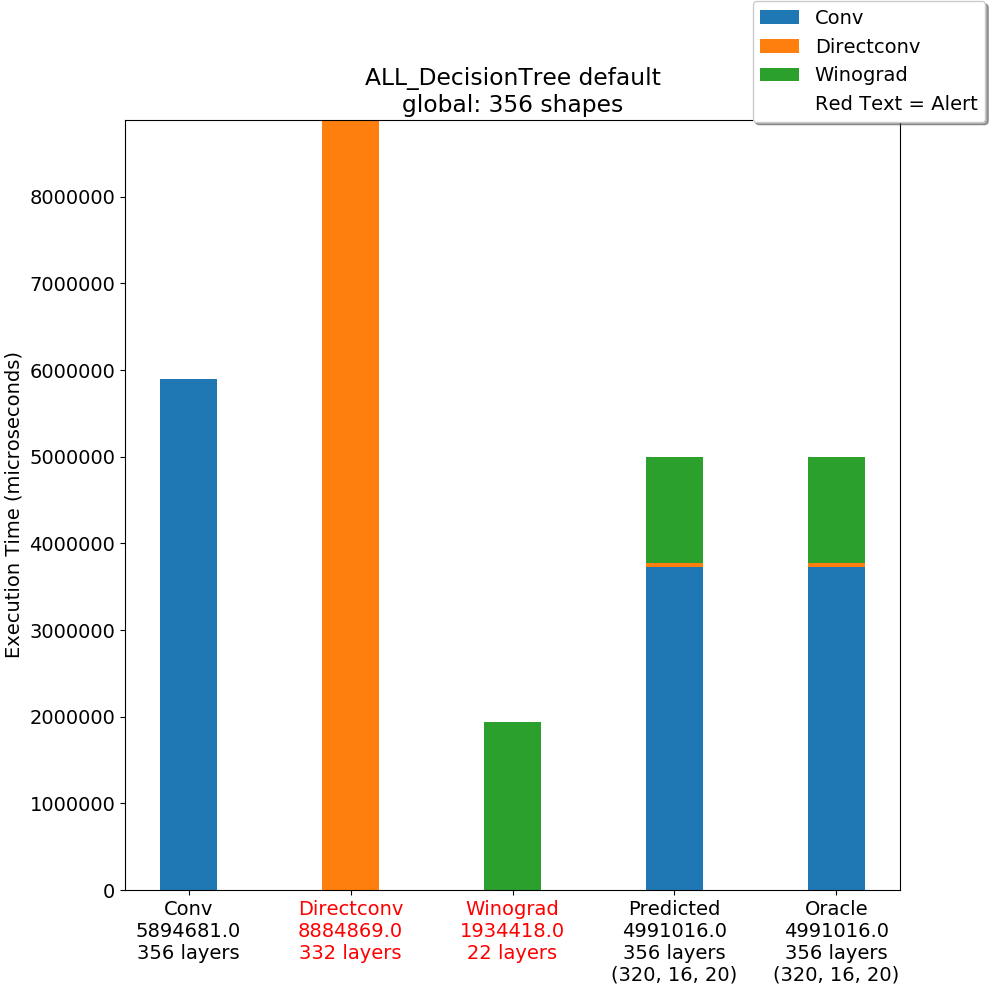 Conv
Directconv
Winograd
Red Text = Alert
ALL_DecisionTree default
global: 356 shapes
Execution Time (microseconds)
8000000
7000000
6000000
5000000
4000000
3000000
2000000
1000000
0
Conv
5894681.0
356 layers
Directconv
8884869.0
332 layers
Winograd
1934418.0
22 layers
Predicted
4991016.0
356 layers
(320, 16, 20)
Oracle
4991016.0
356 layers
(320, 16, 20)